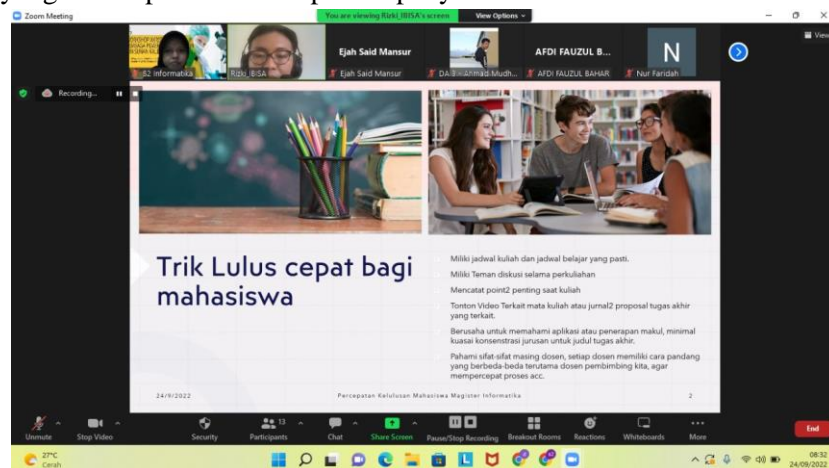 Zoom Meeting
You are viewing Rizki_IBISA's screen
View Options
View
S2 Informatika
Rizki_IBISA
Ejah Said Mansur
Ejah Said Mansur
DA 3 - Ahmad Mudh...
AFDI FAUZUL B...
AFDI FAUZUL BAHAR
N
Nur Faridah
Recording...
Trik Lulus cepat bagi
mahasiswa
Miliki jadwal kuliah dan jadwal belajar yang pasti.
Miliki Teman diskusi selama perkuliahan
Mencatat point2 penting saat kuliah
Tonton Video Terkait mata kuliah atau jurnal2 proposal tugas akhir
yang terkait.
Berusaha untuk memahami aplikasi atau penerapan makul, minimal
kuasai konsenstrasi jurusan untuk judul tugas akhir.
Pahami sifat-sifat masing dosen, setiap dosen memiliki cara pandang
yang berbeda-beda terutama dosen pembimbing kita, agar
mempercepat proses acc.
24/9/2022
Percepatan Kelulusan Mahasiswa Magister Informatika
2
Unmute
Stop Video
Security
13
Participants
Chat
Share Screen
Pause/Stop Recording
Breakout Rooms
Reactions
Whiteboards
More
End
27°C
Cerah
08:32
24/09/2022